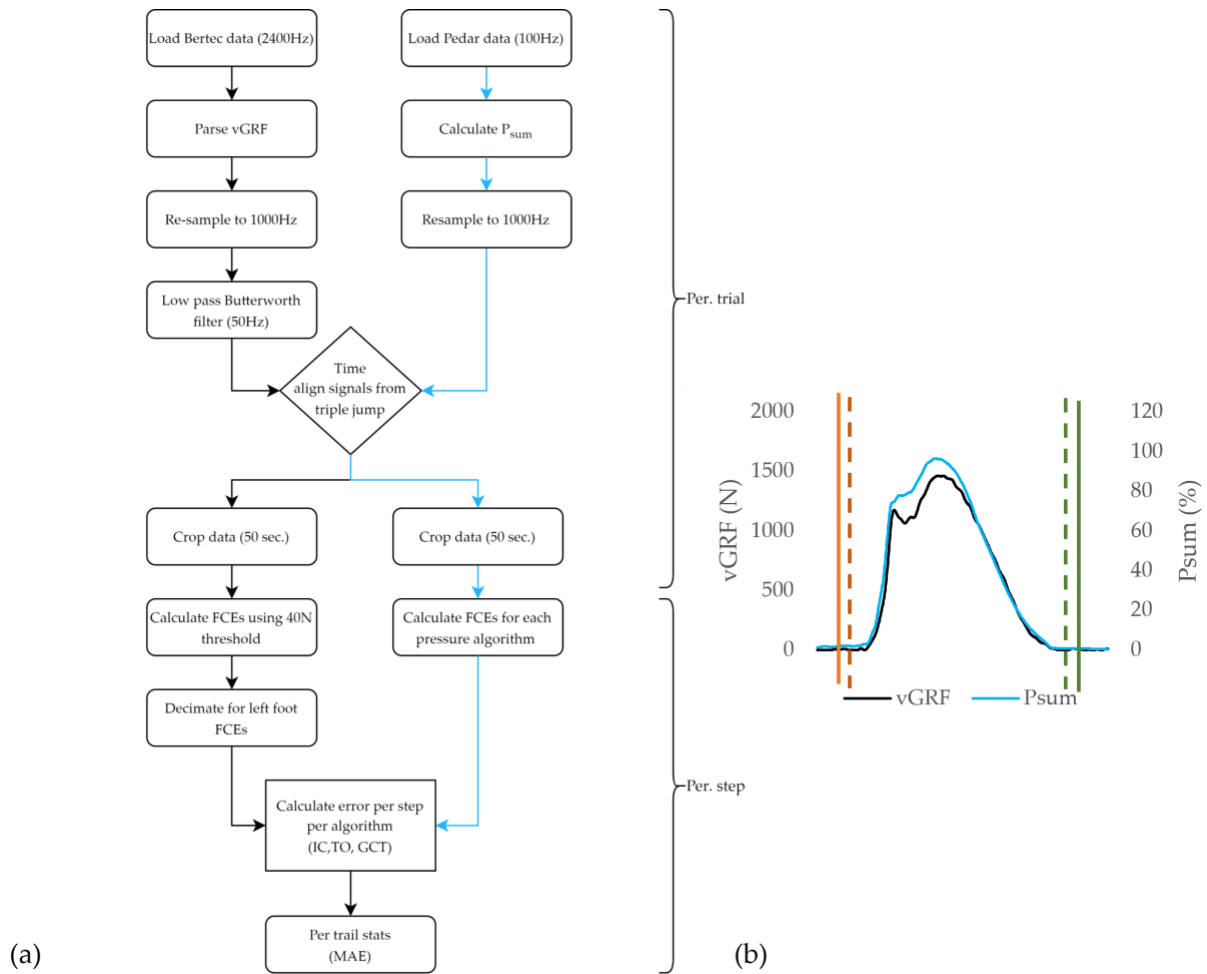 Load Bertec data (2400Hz)
Load Pedar data (100Hz)
Parse vGRF
Calculate Psum
Re-sample to 1000Hz
Resample to 1000Hz
Low pass Butterworth
filter (50Hz)
Time
align signals from
triple jump
Crop data (50 sec.)
Crop data (50 sec.)
Per. trial
Calculate FCEs using 40N
threshold
Calculate FCEs for each
pressure algorithm
Decimate for left foot
FCEs
Calculate error per step
per algorithm
(IC,TO, GCT)
Per. step
Per trail stats
(MAE)
(a)
2000
1500
1000
500
0
vGRF (N)
120
100
80
60
40
20
0
Psum (%)
vGRF
Psum
(b)